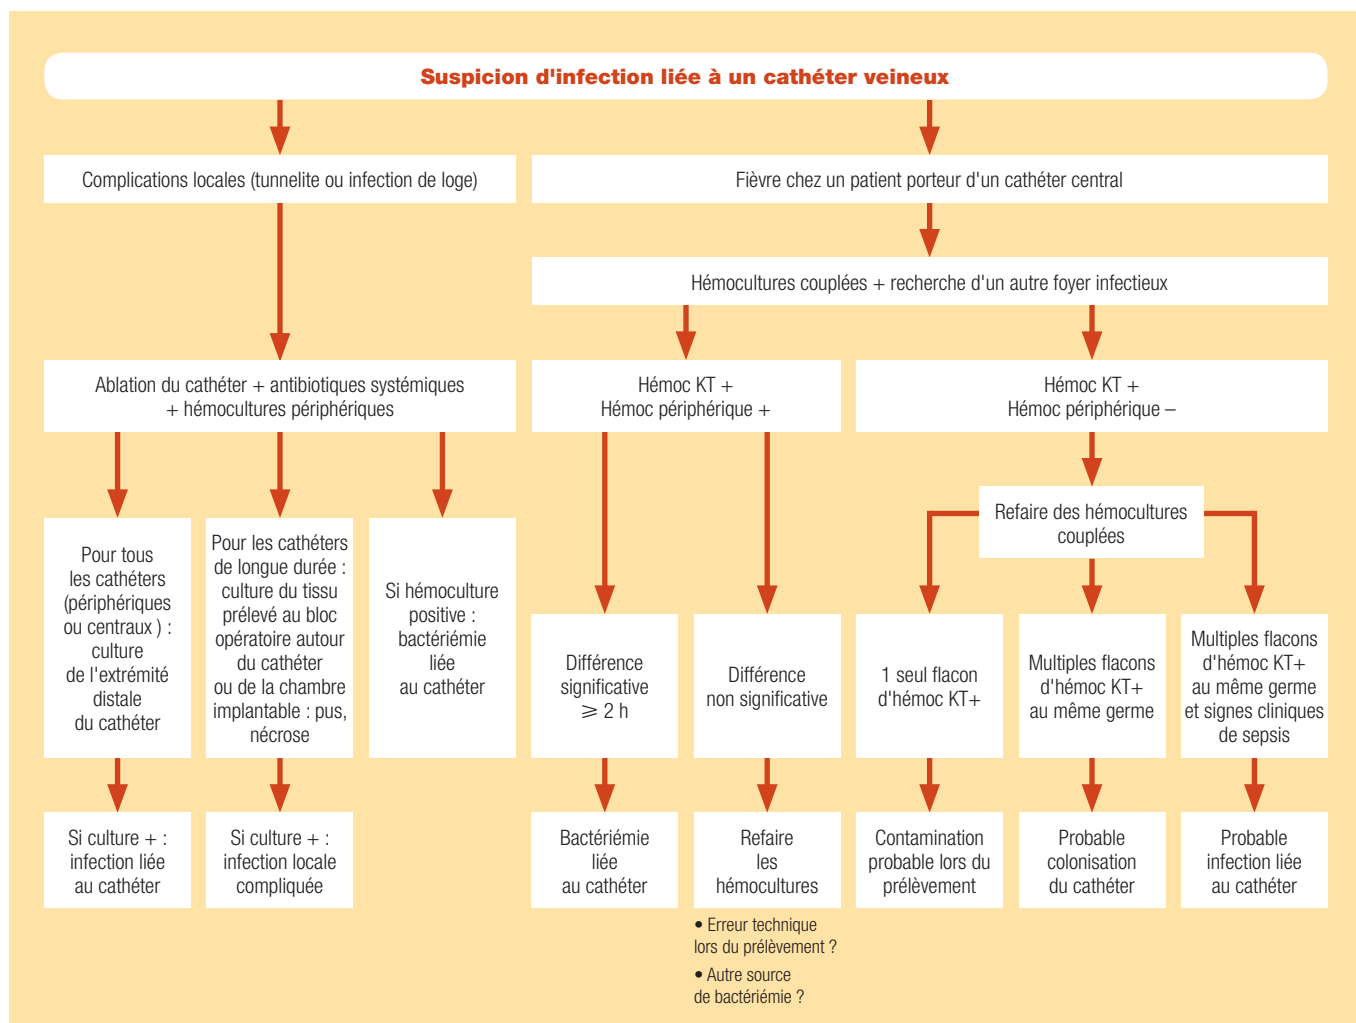 Suspicion d'infection liée à un cathéter veineux
Complications locales (tunnelite ou infection de loge)
Fièvre chez un patient porteur d'un cathéter central
Hémocultures couplées + recherche d'un autre foyer infectieux
Ablation du cathéter + antibiotiques systémiques
+ hémocultures périphériques
Hémoc KT +
Hémoc périphérique +
Hémoc KT +
Hémoc périphérique –
Refaire des hémocultures
couplées
Pour tous
les cathéters
(périphériques
ou centraux ) :
culture
de l'extrémité
distale
du cathéter
Pour les cathéters
de longue durée :
culture du tissu
prélevé au bloc
opératoire autour
du cathéter
ou de la chambre
implantable : pus,
nécrose
Si hémoculture
positive :
bactériémie
liée
au cathéter
Différence
significative
⩾ 2 h
Différence
non significative
1 seul flacon
d'hémoc KT+
Multiples flacons
d'hémoc KT+
au même germe
Multiples flacons
d'hémoc KT+
au même germe
et signes cliniques
de sepsis
Si culture + :
infection liée
au cathéter
Si culture + :
infection locale
compliquée
Bactériémie
liée
au cathéter
Refaire
les
hémocultures
Contamination
probable lors du
prélèvement
Probable
colonisation
du cathéter
Probable
infection liée
au cathéter
• Erreur technique
lors du prélèvement ?
• Autre source
de bactériémie ?